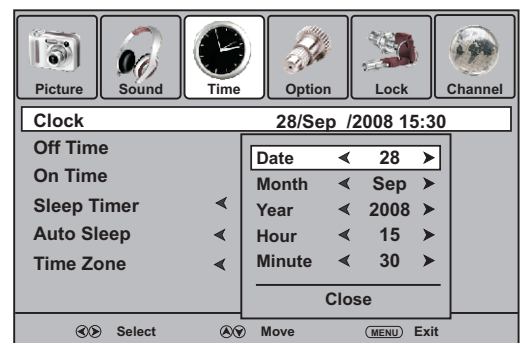 Picture Sound Time Option Lock Channel
Clock 28/Sep /2008 15:30
Off Time
On Time
Sleep Timer
Auto Sleep
Time Zone
Date 28
Month Sep
Year 2008
Hour 15
Minute 30
Close
Select Move MENU Exit